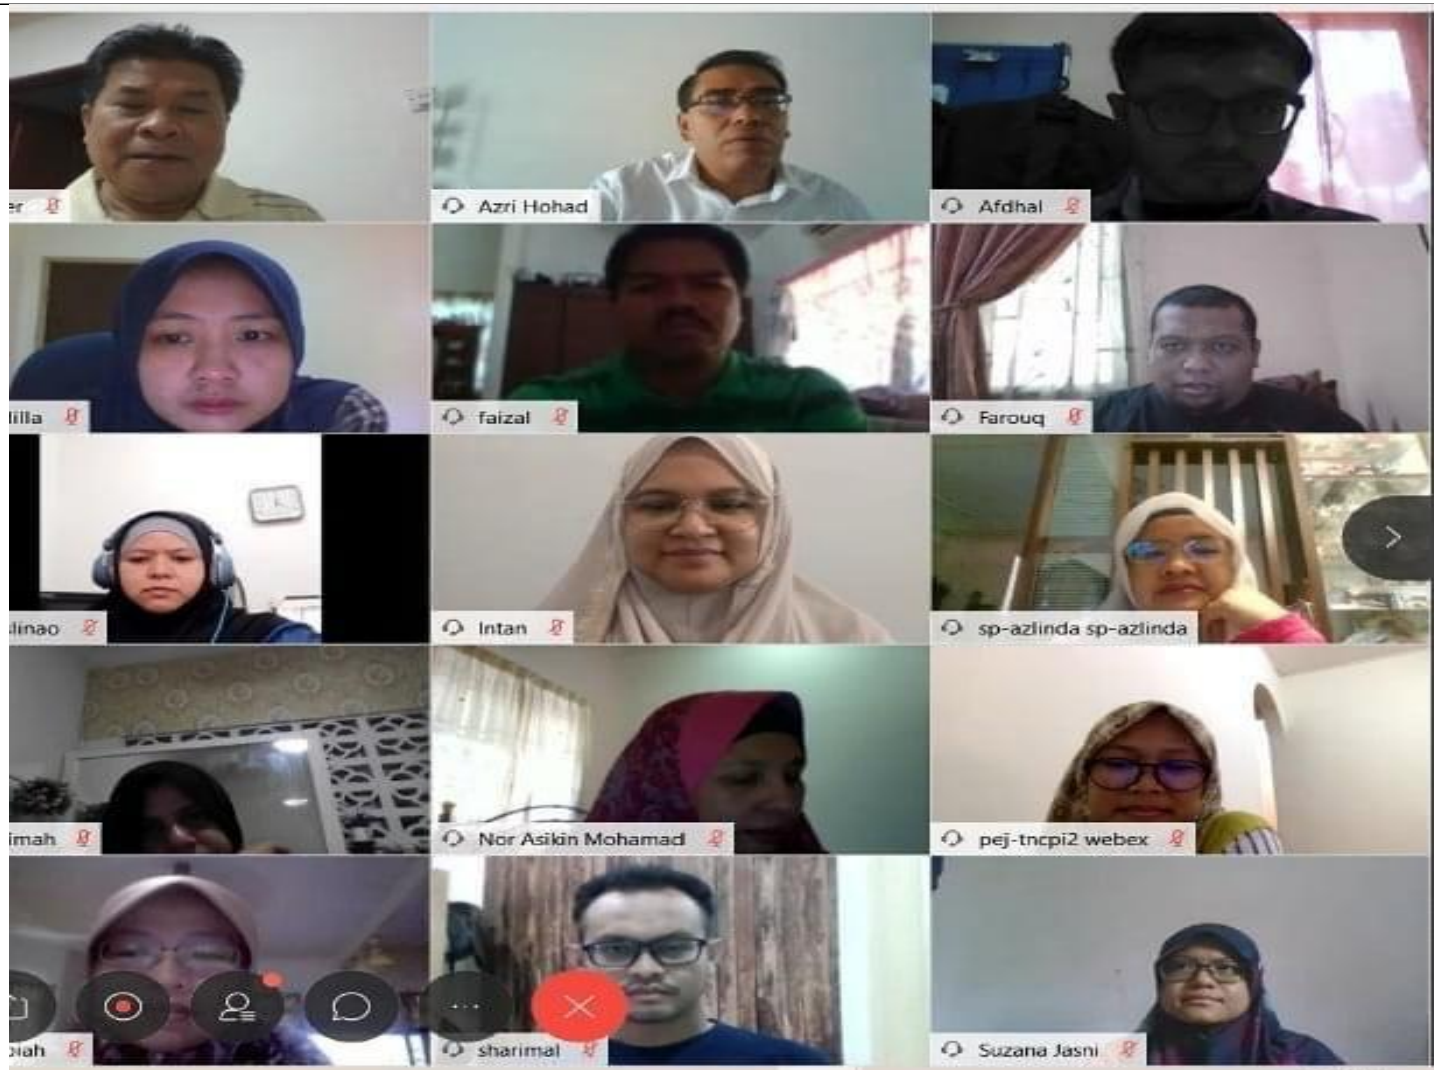 er
Azri Hohad
Afdhal
lilla
faizal
Farouq
linao
Intan
sp-azlinda sp-azlinda
imah
Nor Asikin Mohamad
pej-tncpi2 webex
iah
sharimal
Suzana Jasni